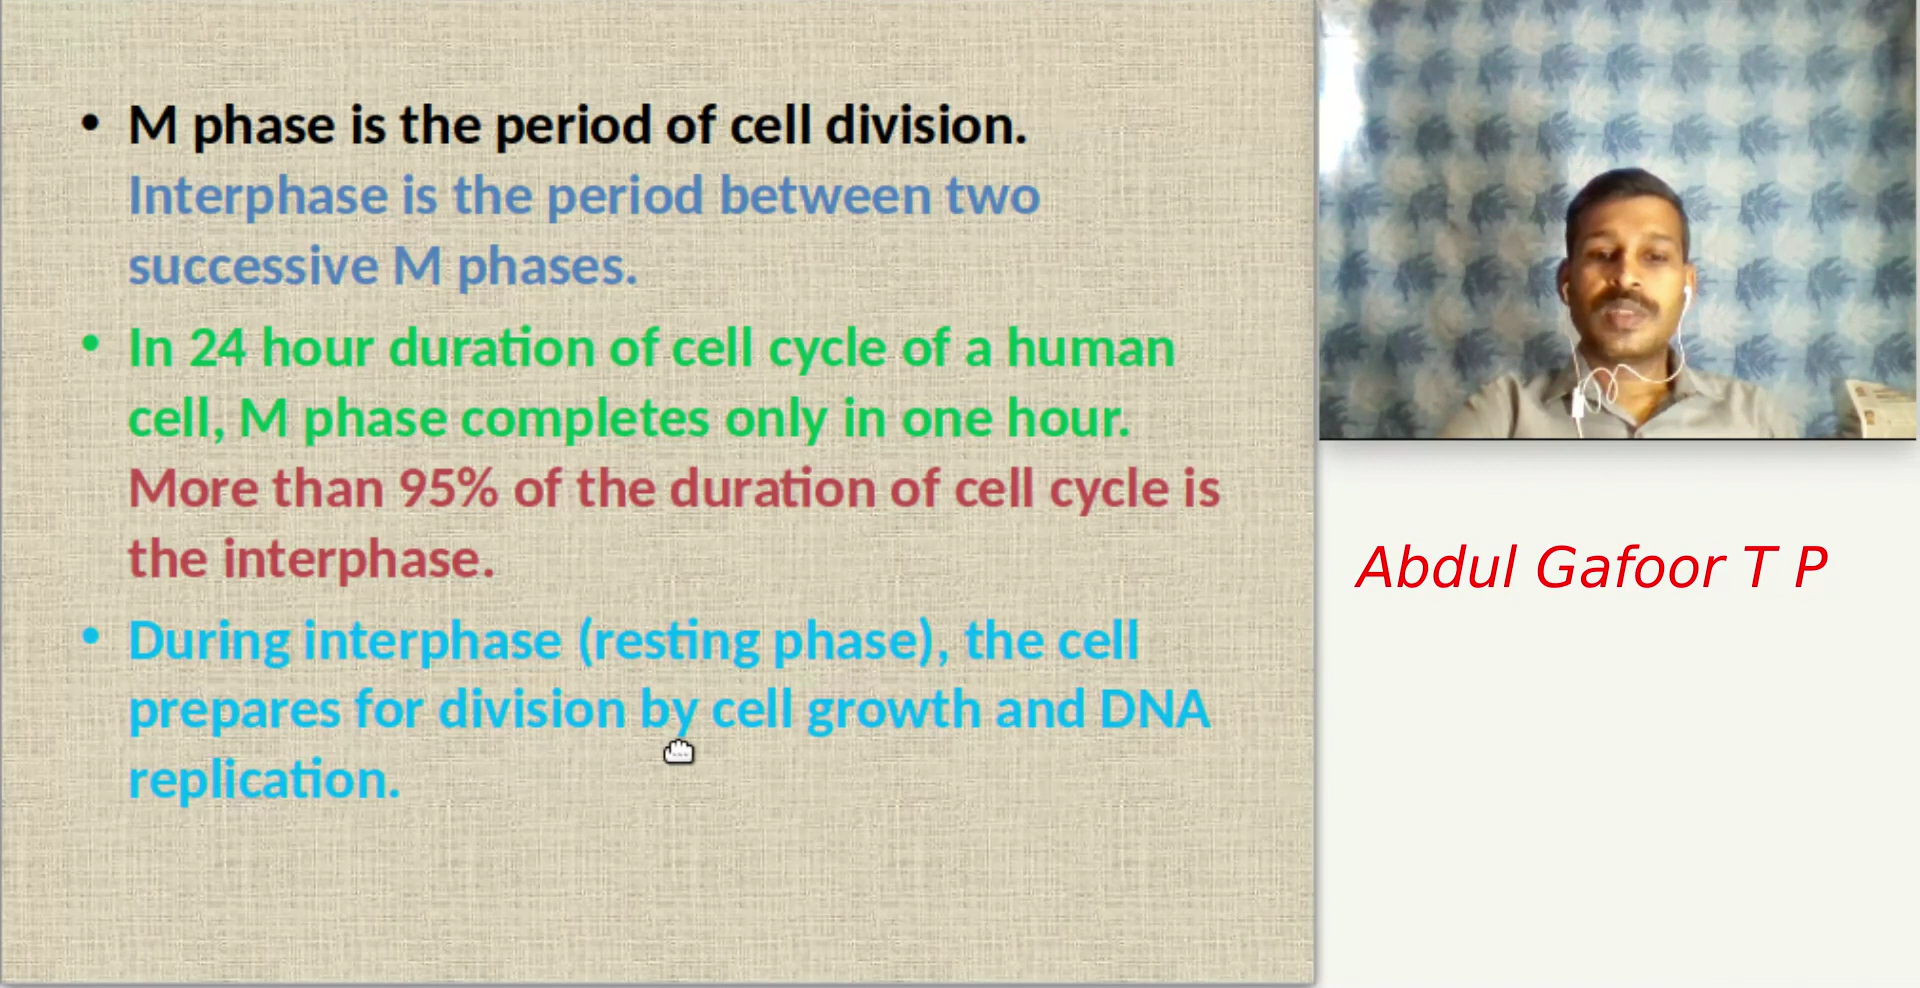 • M phase is the period of cell division.
Interphase is the period between two
successive M phases.
• In 24 hour duration of cell cycle of a human
cell, M phase completes only in one hour.
More than 95% of the duration of cell cycle is
the interphase.
• During interphase (resting phase), the cell
prepares for division by cell growth and DNA
replication.
Abdul Gafoor T P